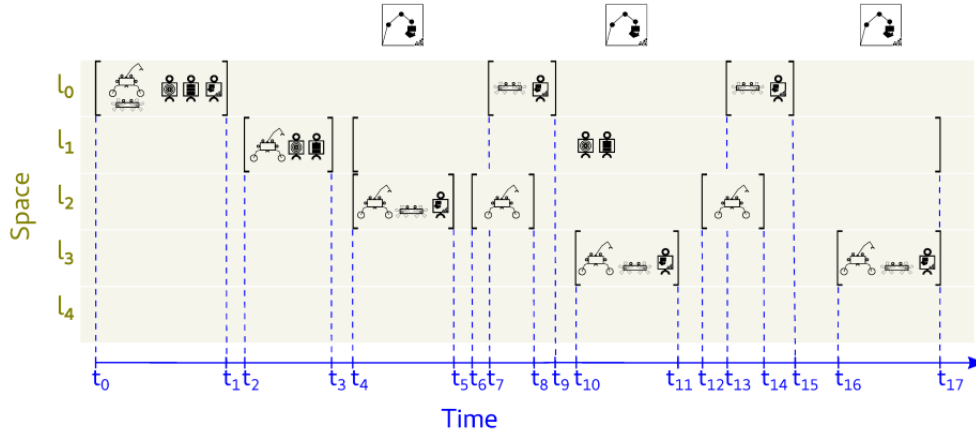 Space
l₀
l₁
l₂
l₃
l₄
t₀ t₁ t₂ t₃ t₄ t₅ t₆ t₇ t₈ t₉ t₁₀ t₁₁ t₁₂ t₁₃ t₁₄ t₁₅ t₁₆ t₁₇
Time